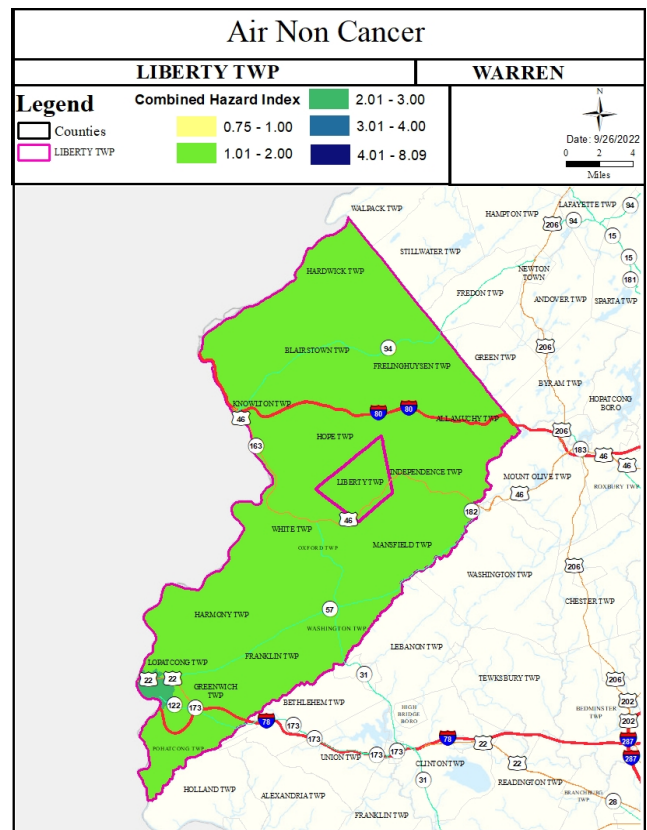 Air Non Cancer
LIBERTY TWP
WARREN
Legend
Counties
LIBERTY TWP
Combined Hazard Index
0.75 - 1.00
1.01 - 2.00
2.01 - 3.00
3.01 - 4.00
4.01 - 8.09
N
Date: 9/26/2022
0 2 4
Miles
WALPACK TWP
LAFAYETTE TWP
94
HAMPTON TWP
94
206
15
STILLWATER TWP
15
HARDWICK TWP
NEWTON
TOWN
181
FREDON TWP
ANDOVER TWP
SPARTA TWP
94
BLAIRSTOWN TWP
206
GREEN TWP
FRELINGHUYSEN TWP
BYRAM TWP
HOPATCONG
BORO
KNOWLTON TWP
80
80
46
ALLAMUCHY TWP
206
HOPE TWP
163
183
46
46
INDEPENDENCE TWP
MOUNT OLIVE TWP
LIBERTY TWP
ROXBURY TWP
46
182
46
WHITE TWP
MANSFIELD TWP
OXFORD TWP
206
WASHINGTON TWP
CHESTER TWP
57
HARMONY TWP
WASHINGTON TWP
LEBANON TWP
FRANKLIN TWP
LOPATCONG TWP
31
TEWKSBURY TWP
22
22
206
GREENWICH
TWP
BETHLEHEM TWP
202
122
173
HIGH
BRIDGE
BORO
BEDMINSTER
TWP
78
173
202
173
78
287
22
POHATCONG TWP
173
173
UNION TWP
287
CLINTON TWP
22
31
READINGTON TWP
HOLLAND TWP
ALEXANDRIA TWP
BRANCHBURG
TWP
28
FRANKLIN TWP